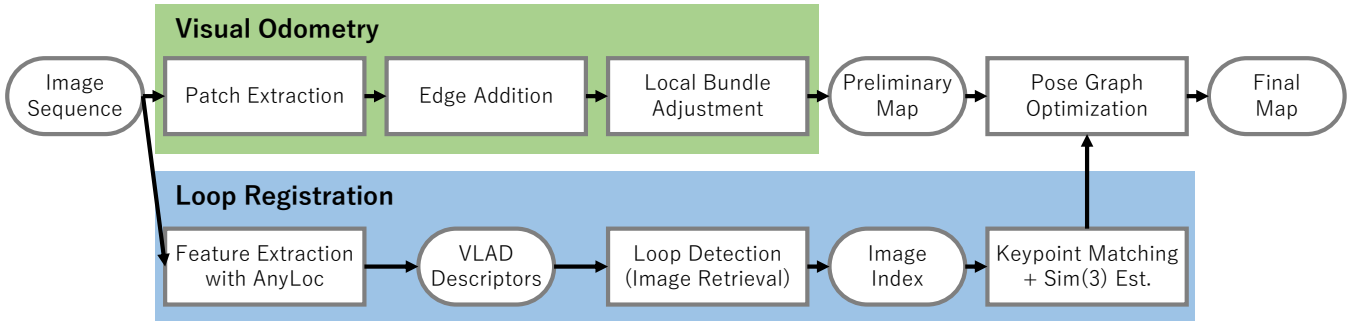 Visual Odometry
Image
Sequence
Patch Extraction
Edge Addition
Local Bundle
Adjustment
Preliminary
Map
Pose Graph
Optimization
Final
Map
Loop Registration
Feature Extraction
with AnyLoc
VLAD
Descriptors
Loop Detection
(Image Retrieval)
Image
Index
Keypoint Matching
+ Sim(3) Est.